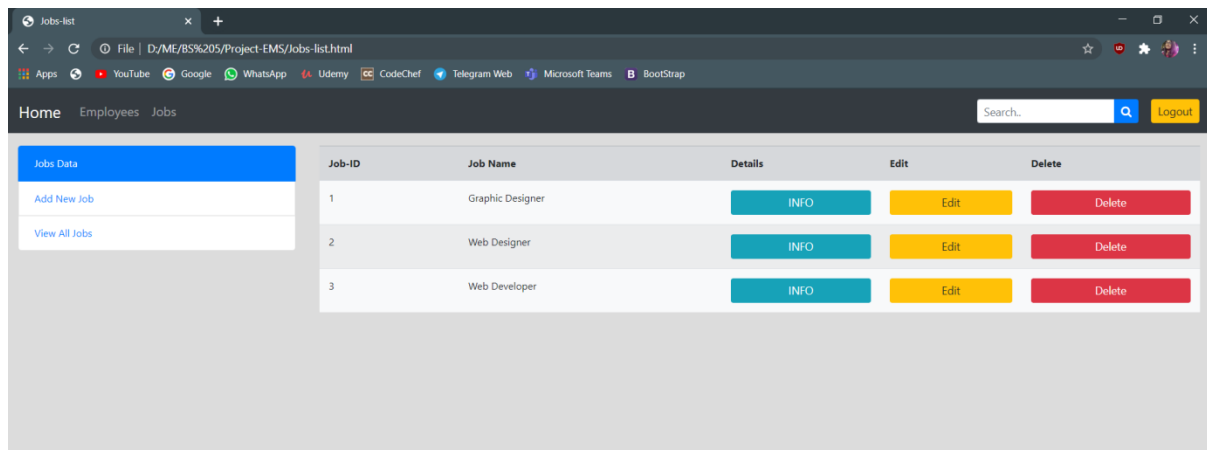 Jobs-list
File | D:/ME/BS%205/Project-EMS/Jobs-list.html
Apps YouTube Google WhatsApp Udemy CC CodeChef Telegram Web Microsoft Teams B BootStrap
Home Employees Jobs Search.. Logout
Jobs Data
Add New Job
View All Jobs
Job-ID Job Name Details Edit Delete
1 Graphic Designer INFO Edit Delete
2 Web Designer INFO Edit Delete
3 Web Developer INFO Edit Delete